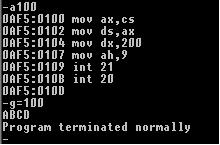 -a100
0AF5:0100 mov ax,cs
0AF5:0102 mov ds,ax
0AF5:0104 mov dx,200
0AF5:0107 mov ah,9
0AF5:0109 int 21
0AF5:010B int 20
0AF5:010D
-g=100
ABCD
Program terminated normally
-